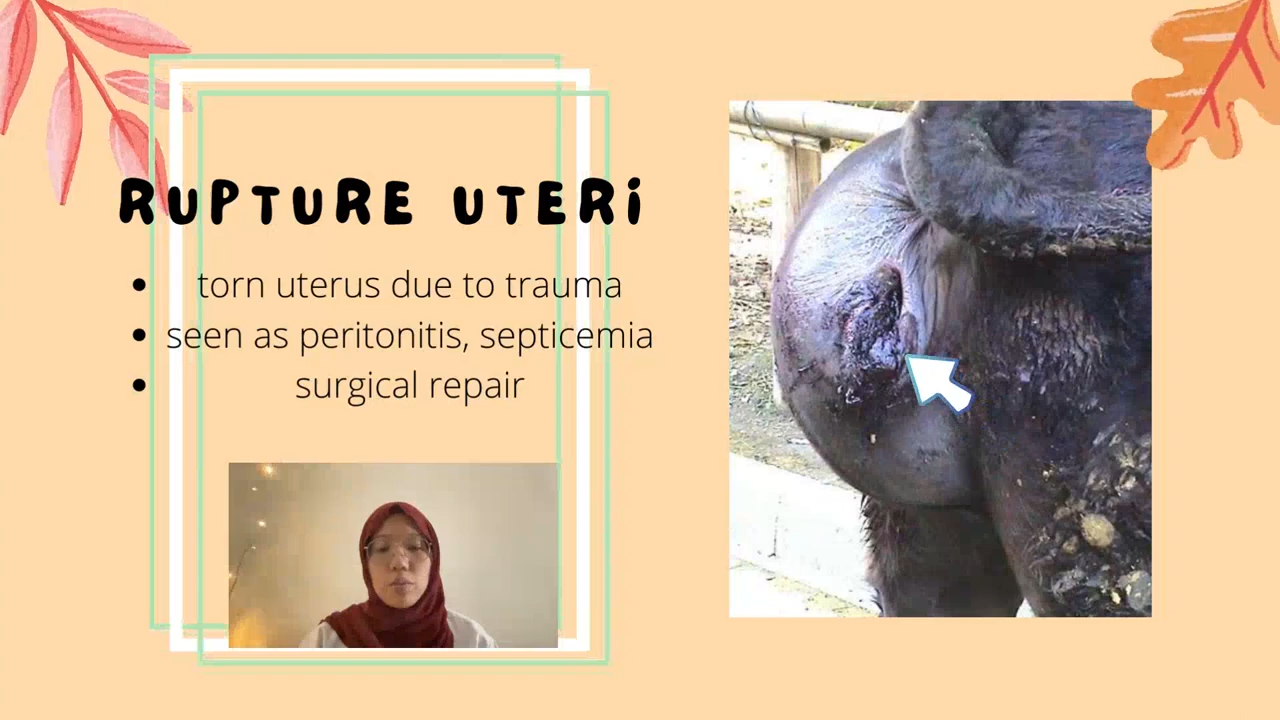 RUPTURE UTERI
• torn uterus due to trauma
• seen as peritonitis, septicemia
• surgical repair